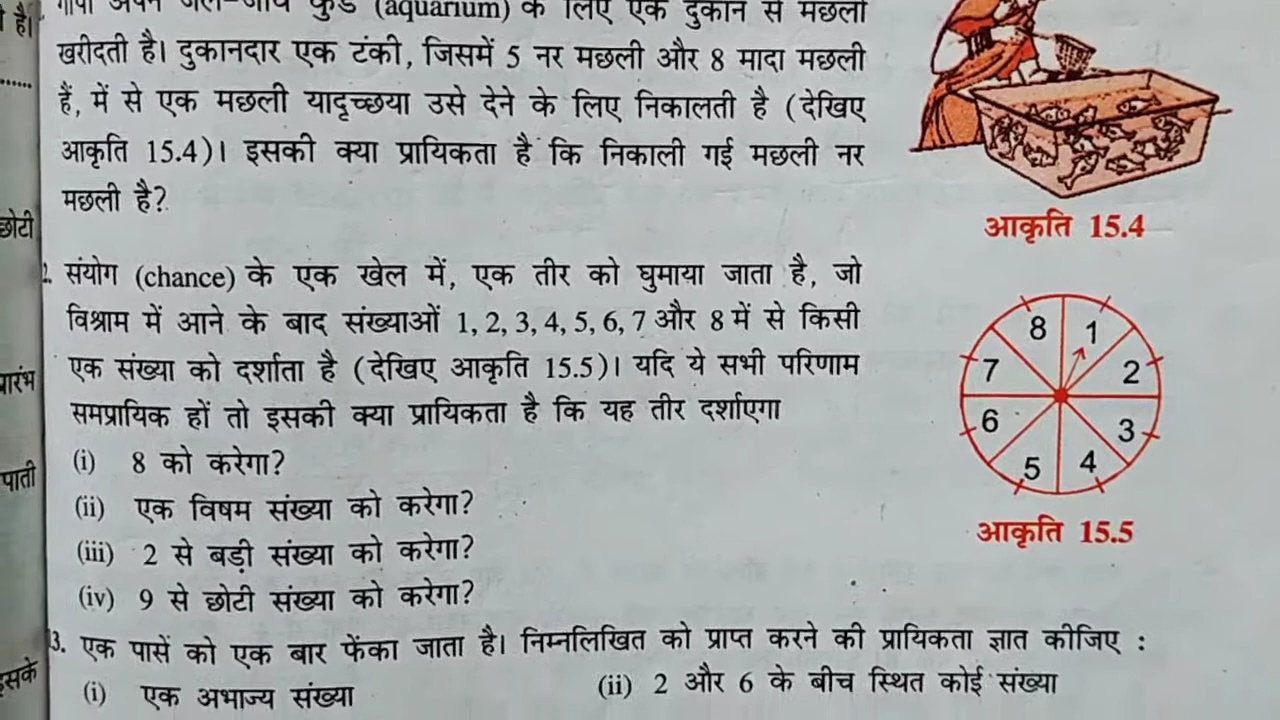 है।
गोपी अपने जल-जीव कुंड (aquarium) के लिए एक दुकान से मछली
खरीदती है। दुकानदार एक टंकी, जिसमें 5 नर मछली और 8 मादा मछली
हैं, में से एक मछली यादृच्छया उसे देने के लिए निकालती है (देखिए
आकृति 15.4)। इसकी क्या प्रायिकता है कि निकाली गई मछली नर
मछली है?
आकृति 15.4
छोटी
2. संयोग (chance) के एक खेल में, एक तीर को घुमाया जाता है, जो
विश्राम में आने के बाद संख्याओं 1, 2, 3, 4, 5, 6, 7 और 8 में से किसी
एक संख्या को दर्शाता है (देखिए आकृति 15.5)। यदि ये सभी परिणाम
प्रारंभ
समप्रायिक हों तो इसकी क्या प्रायिकता है कि यह तीर दर्शाएगा
(i) 8 को करेगा?
पाती
(ii) एक विषम संख्या को करेगा?
(iii) 2 से बड़ी संख्या को करेगा?
(iv) 9 से छोटी संख्या को करेगा?
8 1
7 2
6 3
5 4
आकृति 15.5
13. एक पासें को एक बार फेंका जाता है। निम्नलिखित को प्राप्त करने की प्रायिकता ज्ञात कीजिए :
इसके
(i) एक अभाज्य संख्या (ii) 2 और 6 के बीच स्थित कोई संख्या